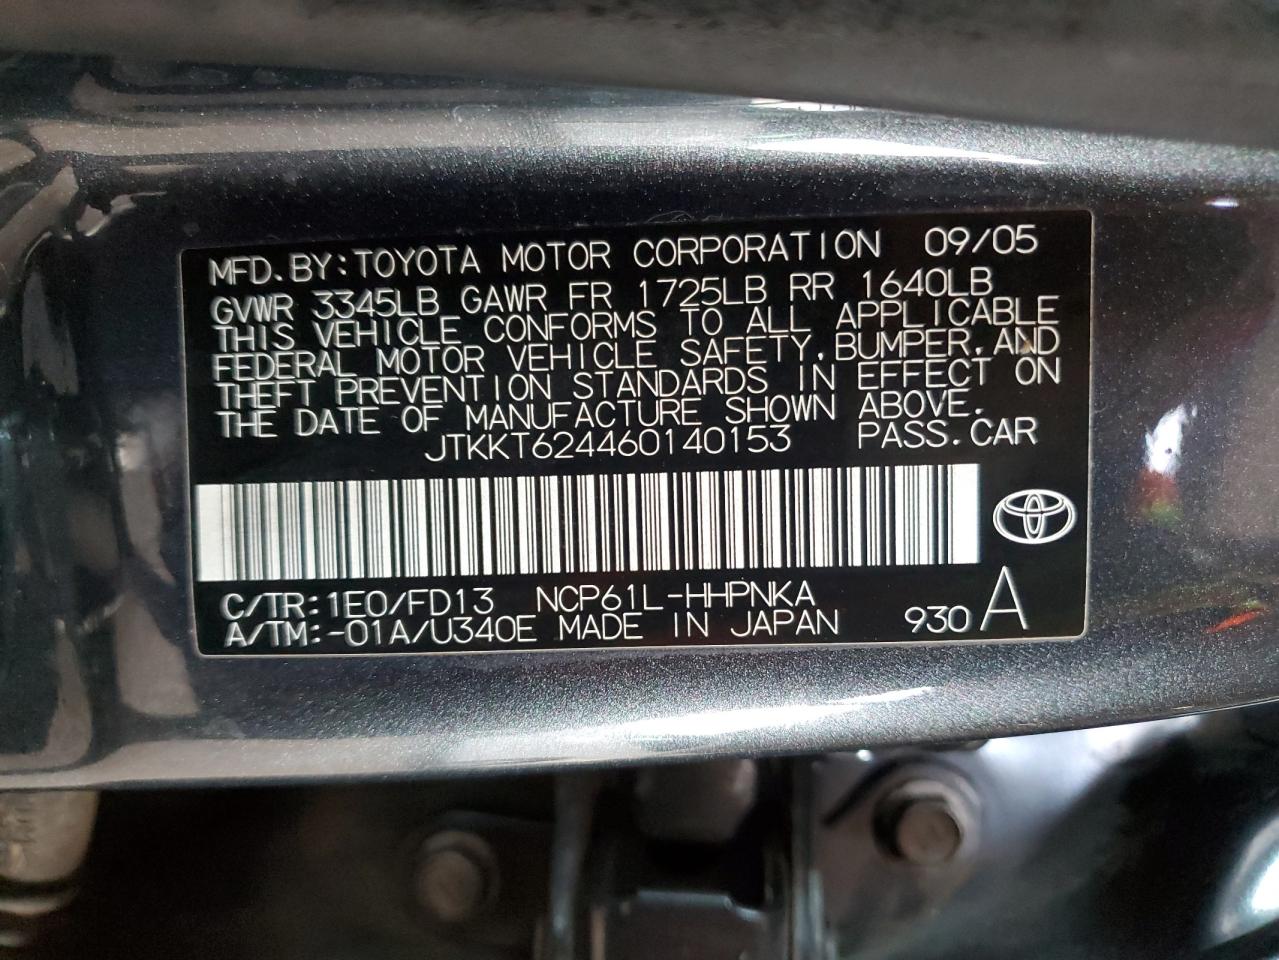 MFD.BY:TOYOTA MOTOR CORPORATION 09/05
GVWR 3345LB GAWR FR 1725LB RR 1640LB
THIS VEHICLE CONFORMS TO ALL APPLICABLE
FEDERAL MOTOR VEHICLE SAFETY,BUMPER,AND
THEFT PREVENTION STANDARDS IN EFFECT ON
THE DATE OF MANUFACTURE SHOWN ABOVE.
JTKKT624460140153 PASS.CAR
C/TR:1E0/FD13 NCP61L-HHPNKA
A/TM:-01A/U340E MADE IN JAPAN 930 A